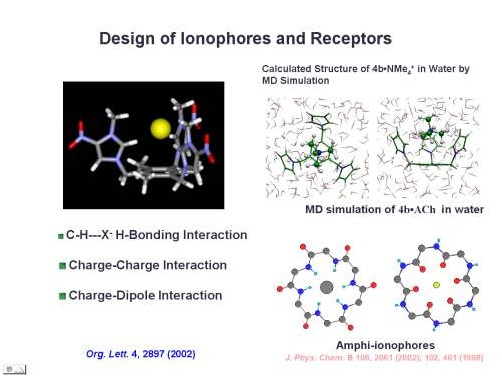 Design of Ionophores and Receptors
Calculated Structure of 4b•NMe4+ in Water by
MD Simulation
MD simulation of 4b•ACh in water
C-H---X- H-Bonding Interaction
Charge-Charge Interaction
Charge-Dipole Interaction
Amphi-ionophores
Org. Lett. 4, 2897 (2002)
J. Phys. Chem. B 106, 2061 (2002); 102, 461 (1998)